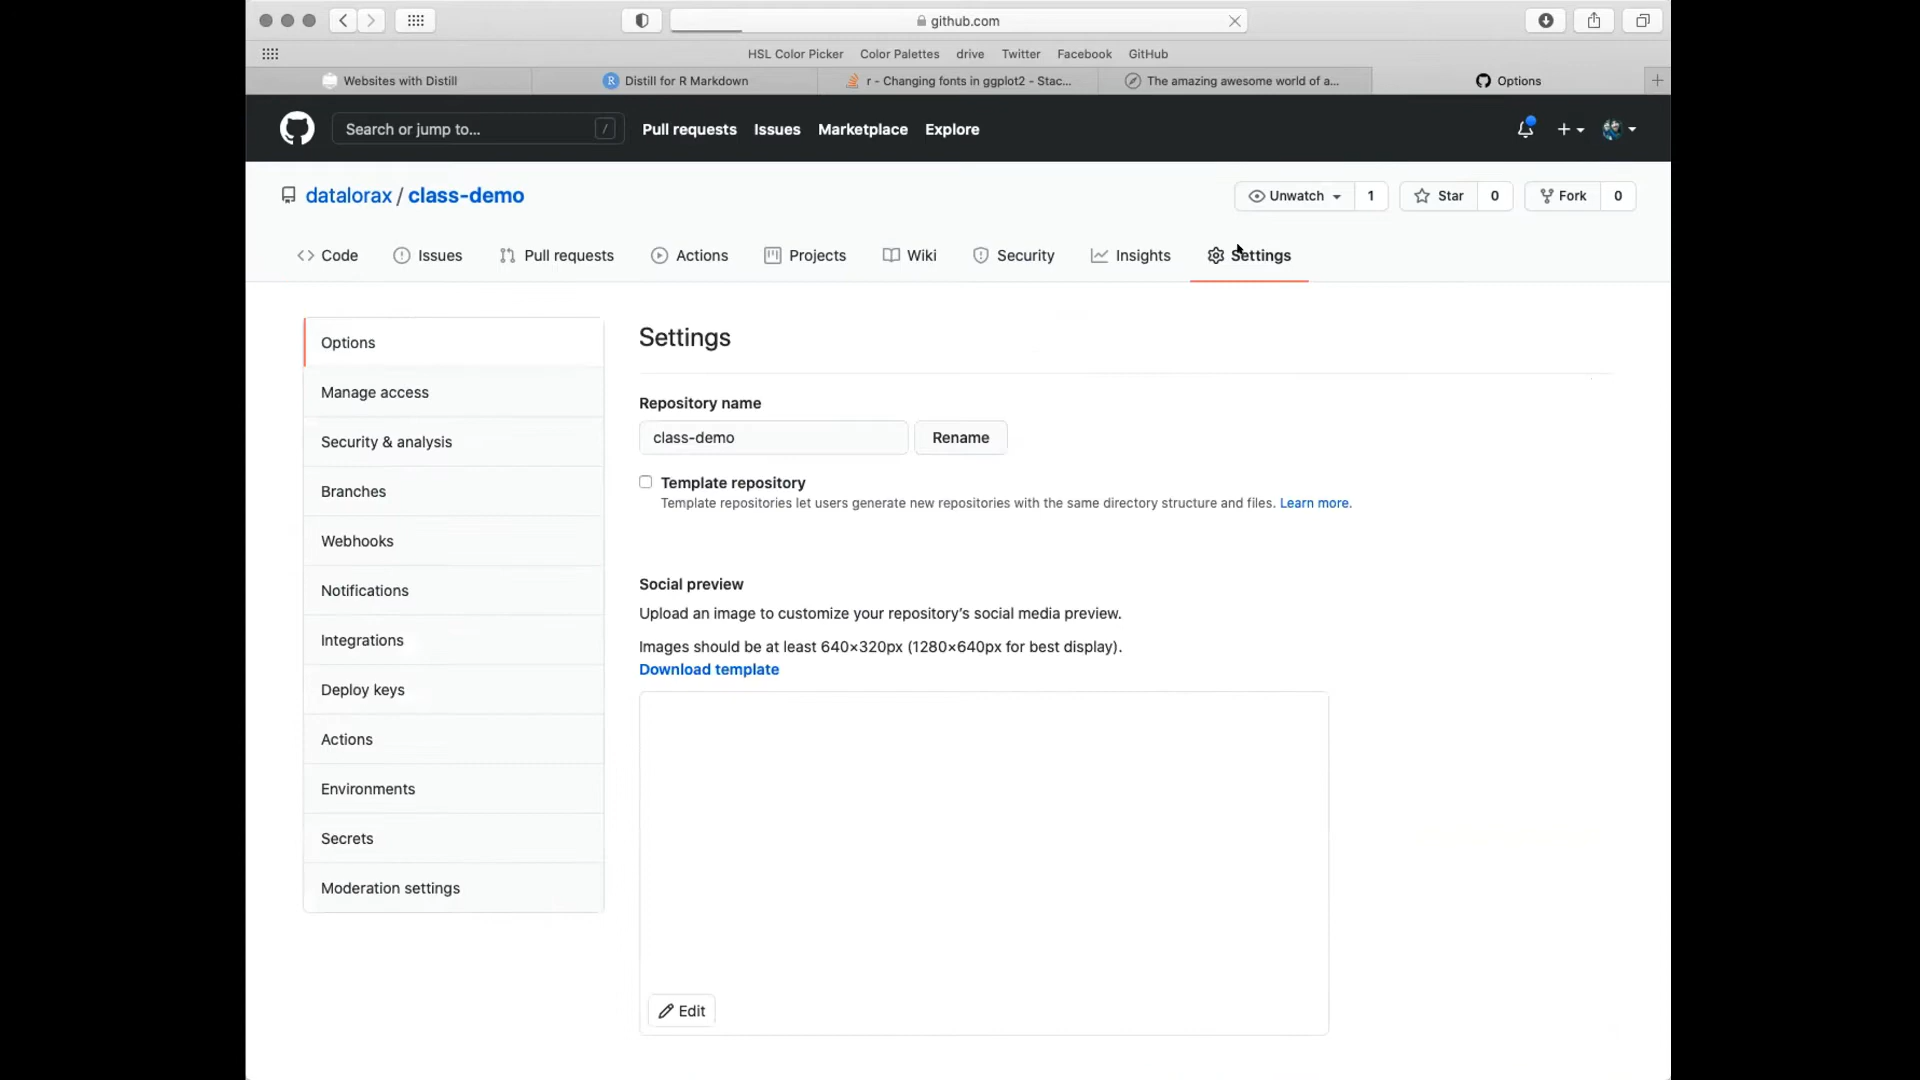 github.com
HSL Color Picker Color Palettes drive Twitter Facebook GitHub
Websites with Distill Distill for R Markdown r - Changing fonts in ggplot2 - Stac... The amazing awesome world of a... Options
Search or jump to... / Pull requests Issues Marketplace Explore
datalorax / class-demo Unwatch 1 Star 0 Fork 0
Code Issues Pull requests Actions Projects Wiki Security Insights Settings
Options
Manage access
Security & analysis
Branches
Webhooks
Notifications
Integrations
Deploy keys
Actions
Environments
Secrets
Moderation settings
Settings
Repository name
class-demo Rename
Template repository
Template repositories let users generate new repositories with the same directory structure and files. Learn more.
Social preview
Upload an image to customize your repository's social media preview.
Images should be at least 640×320px (1280×640px for best display).
Download template
Edit